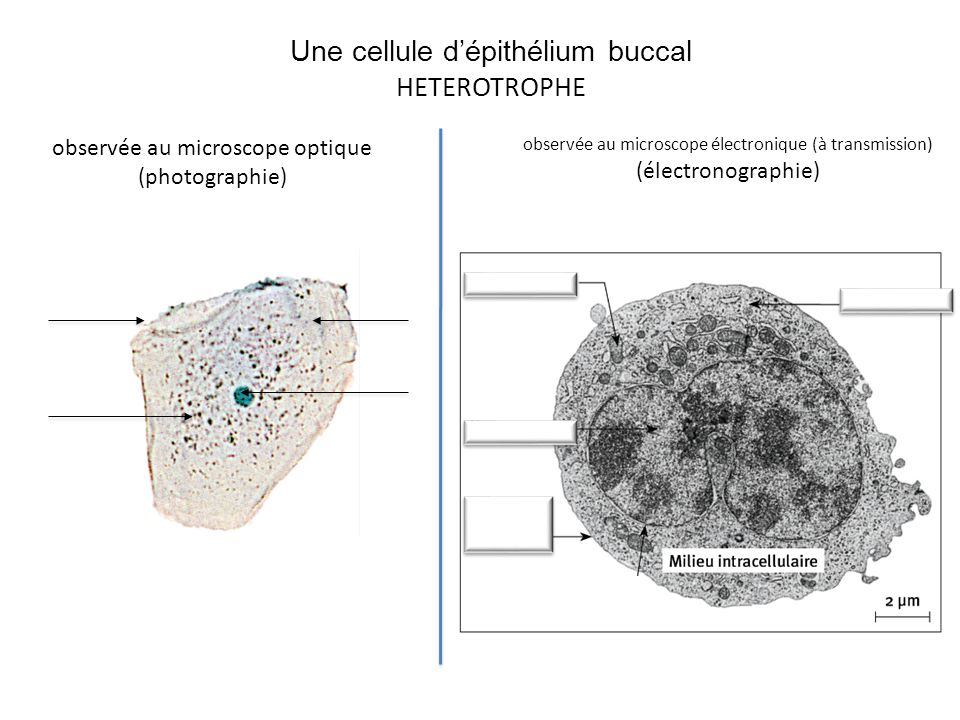 Une cellule d’épithélium buccal
HETEROTROPHE
observée au microscope optique
(photographie)
observée au microscope électronique (à transmission)
(électronographie)
Milieu intracellulaire
2 µm